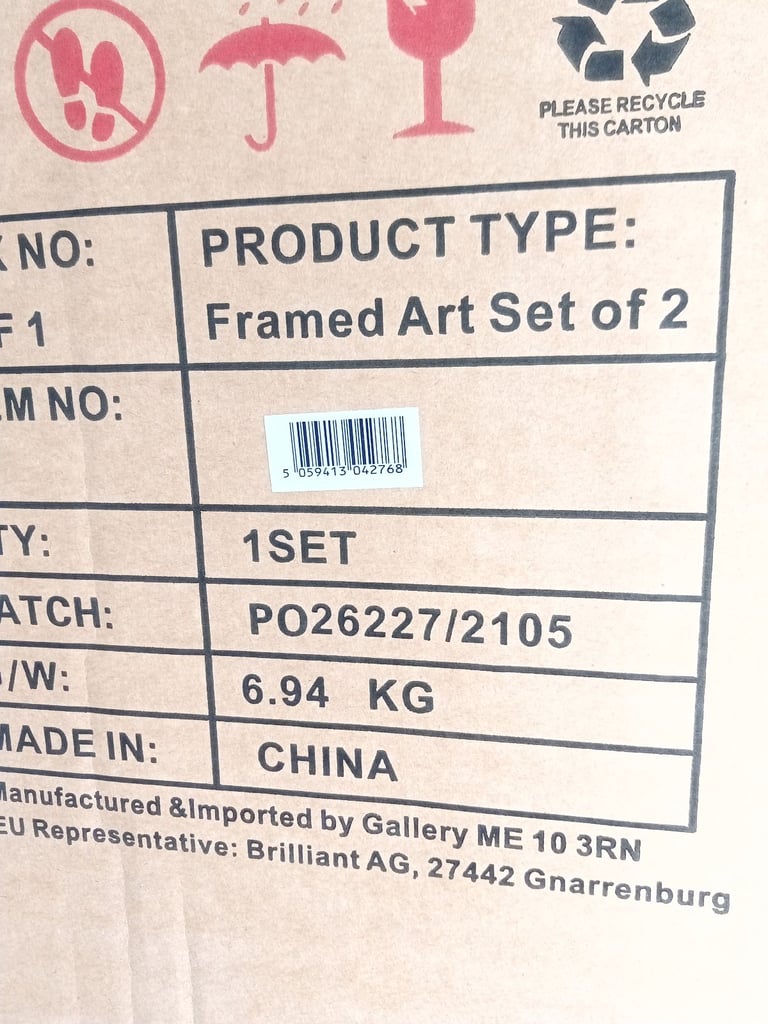 PLEASE RECYCLE
THIS CARTON
NO:
PRODUCT TYPE:
F 1
Framed Art Set of 2
M NO:
5 059413 042768
TY:
1SET
ATCH:
PO26227/2105
/W:
6.94 KG
MADE IN:
CHINA
Manufactured &Imported by Gallery ME 10 3RN
EU Representative: Brilliant AG, 27442 Gnarrenburg